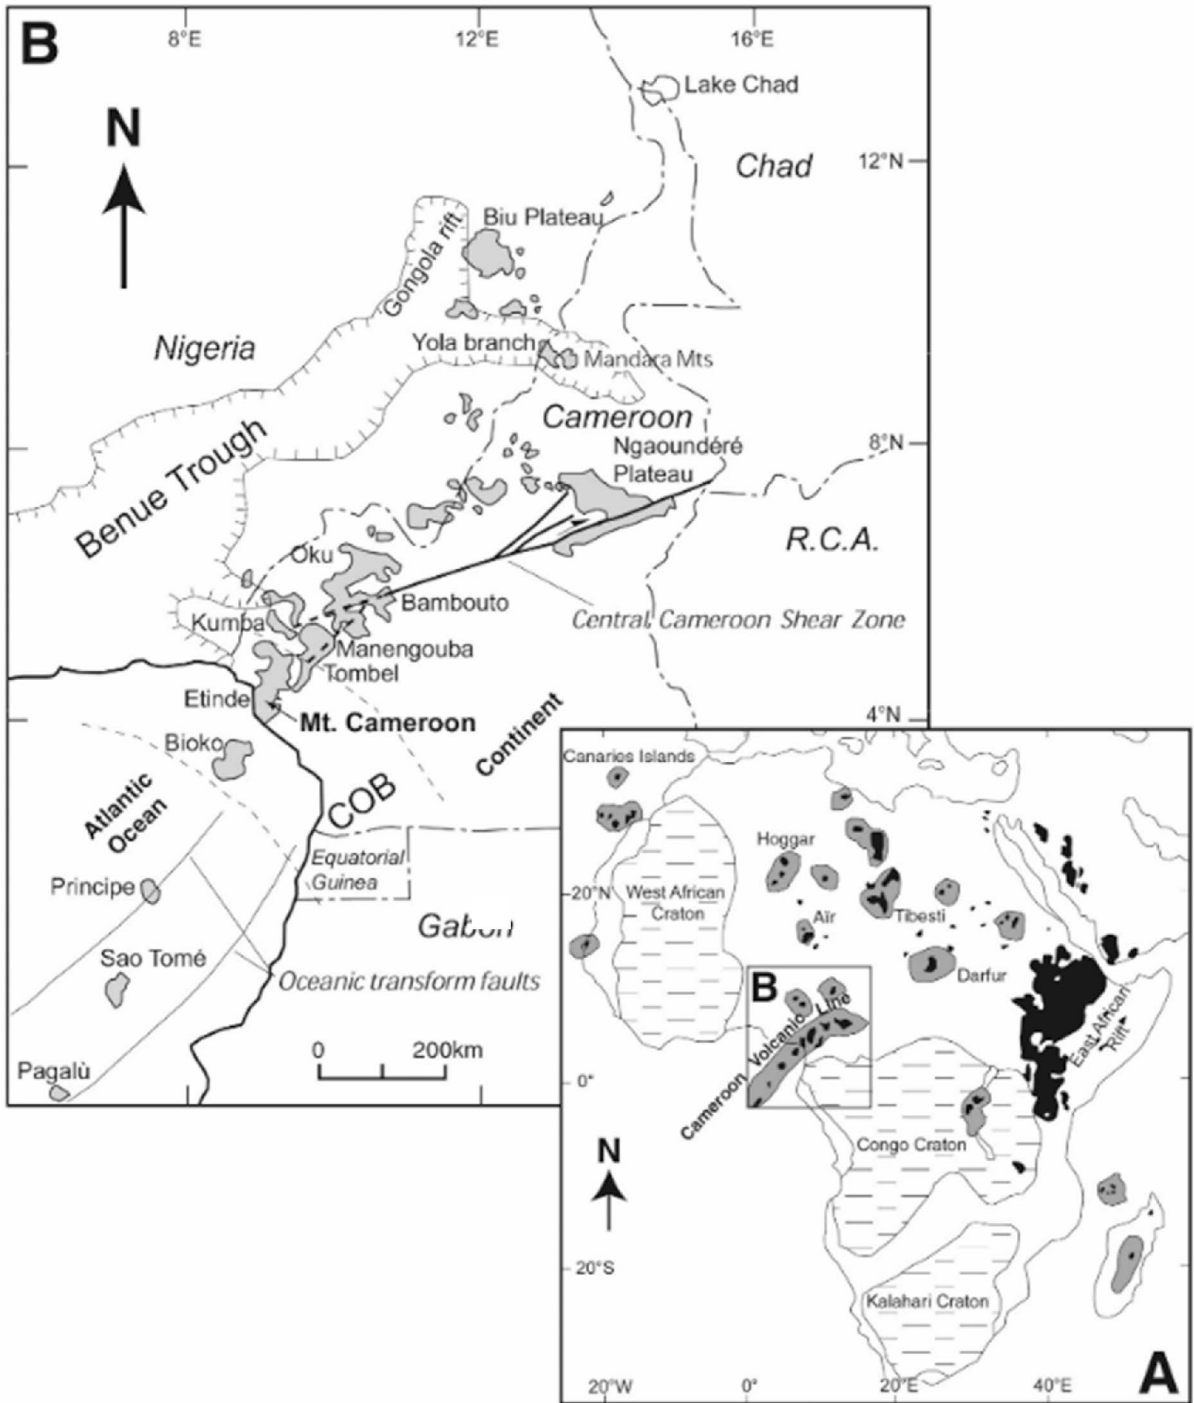 B
8°E
12°E
16°E
Lake Chad
N
Chad
12°N
Biu Plateau
Gongola rift
Nigeria
Yola branch
Mandara Mts
Cameroon
Ngaoundéré
Plateau
8°N
Benue Trough
R.C.A.
Oku
Bambouto
Central Cameroon Shear Zone
Kumba
Manengouba
Tombel
Etinde
Mt. Cameroon
4°N
Continent
Bioko
Atlantic
Ocean
COB
Equatorial
Guinea
Principe
Sao Tomé
Oceanic transform faults
0
200km
Pagalù
Canaries Islands
Hoggar
20°N
West African
Craton
Aïr
Tibesti
Darfur
B
Cameroon Volcanic Line
East African
Rift
0°
Congo Craton
N
20°S
Kalahari Craton
A
20°W
0°
20°E
40°E